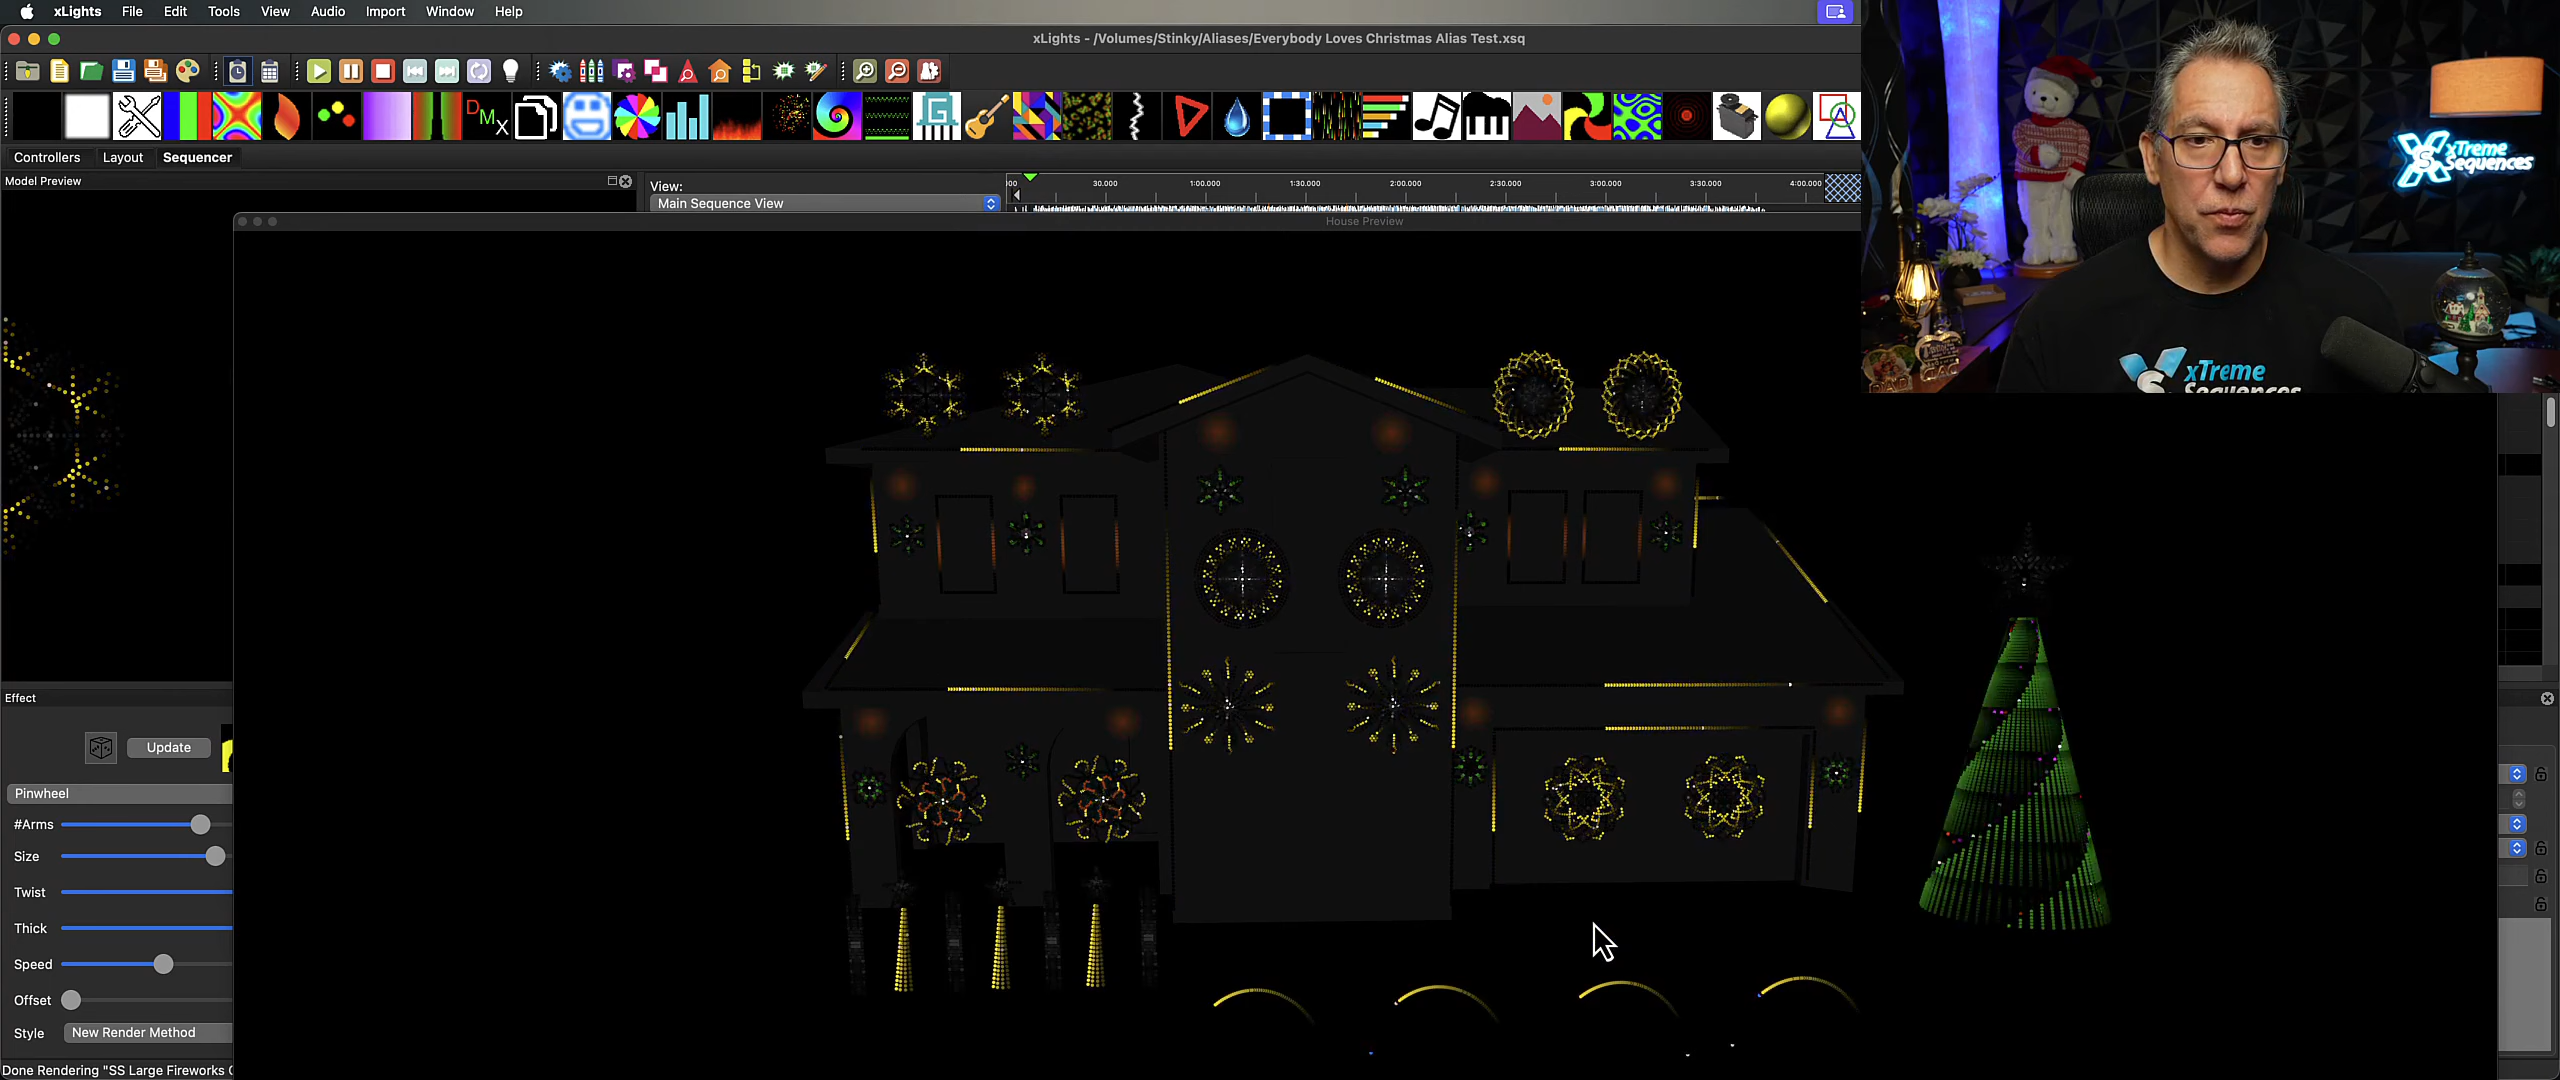 xLights File Edit Tools View Audio Import Window Help
xLights - /Volumes/Stinky/Aliases/Everybody Loves Christmas Alias Test.xsq
DMX
Controllers Layout Sequencer
Model Preview
View:
Main Sequence View
30.000 1:00.000 1:30.000 2:00.000 2:30.000 3:00.000 3:30.000 4:00.000
House Preview
xTreme
Sequences
xTreme
Sequences
Effect
Update
Pinwheel
#Arms
Size
Twist
Thick
Speed
Offset
Style New Render Method
Done Rendering "SS Large Fireworks